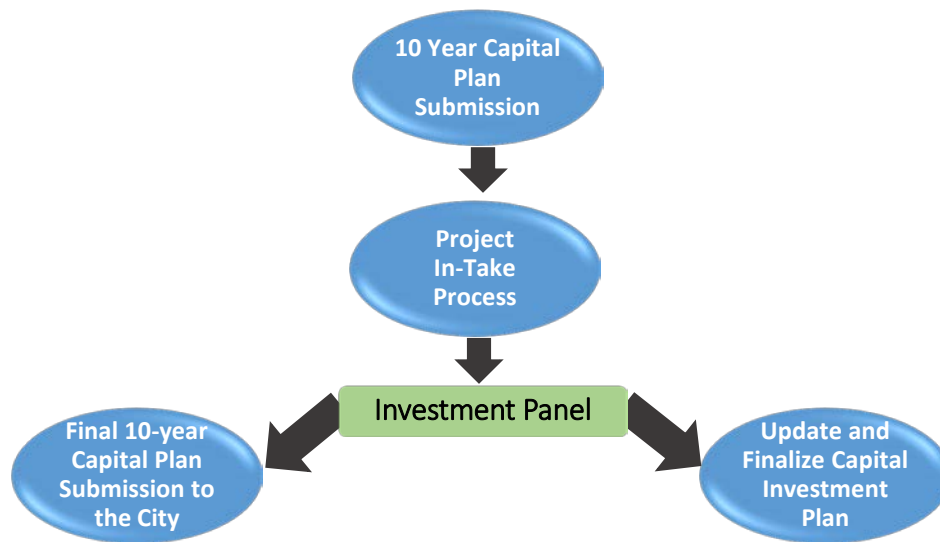 10 Year Capital
Plan
Submission
Project
In-Take
Process
Investment Panel
Final 10-year
Capital Plan
Submission to
the City
Update and
Finalize Capital
Investment
Plan